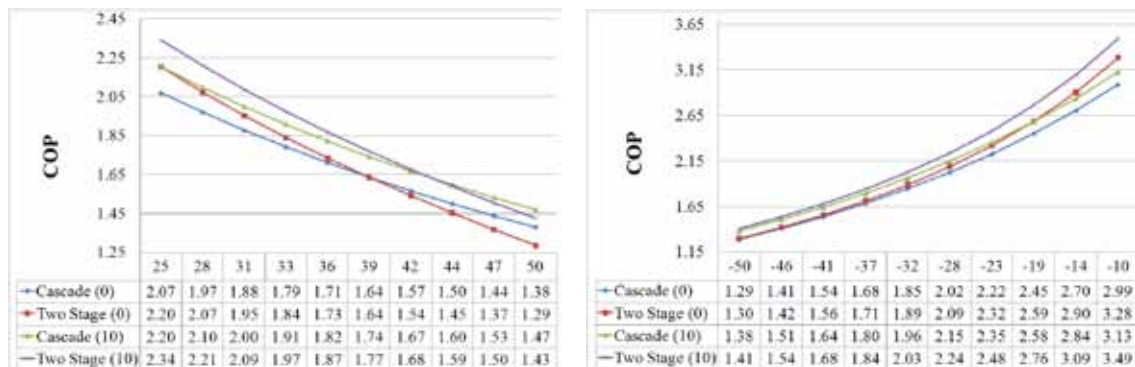 2.45
2.25
2.05
1.85
1.65
1.45
1.25
COP
25 28 31 33 36 39 42 44 47 50
Cascade (0) 2.07 1.97 1.88 1.79 1.71 1.64 1.57 1.50 1.44 1.38
Two Stage (0) 2.20 2.07 1.95 1.84 1.73 1.64 1.54 1.45 1.37 1.29
Cascade (10) 2.20 2.10 2.00 1.91 1.82 1.74 1.67 1.60 1.53 1.47
Two Stage (10) 2.34 2.21 2.09 1.97 1.87 1.77 1.68 1.59 1.50 1.43
3.65
3.15
2.65
2.15
1.65
1.15
COP
-50 -46 -41 -37 -32 -28 -23 -19 -14 -10
Cascade (0) 1.29 1.41 1.54 1.68 1.85 2.02 2.22 2.45 2.70 2.99
Two Stage (0) 1.30 1.42 1.56 1.71 1.89 2.09 2.32 2.59 2.90 3.28
Cascade (10) 1.38 1.51 1.64 1.80 1.96 2.15 2.35 2.58 2.84 3.13
Two Stage (10) 1.41 1.54 1.68 1.84 2.03 2.24 2.48 2.76 3.09 3.49